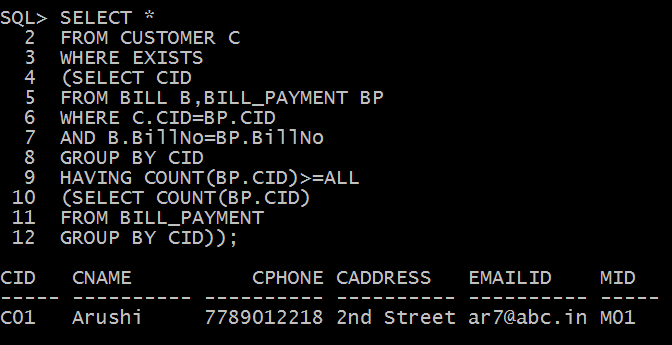 SQL> SELECT *
  2  FROM CUSTOMER C
  3  WHERE EXISTS
  4  (SELECT CID
  5  FROM BILL B,BILL_PAYMENT BP
  6  WHERE C.CID=BP.CID
  7  AND B.BillNo=BP.BillNo
  8  GROUP BY CID
  9  HAVING COUNT(BP.CID)>=ALL
 10  (SELECT COUNT(BP.CID)
 11  FROM BILL_PAYMENT
 12  GROUP BY CID));
CID   CNAME          CPHONE CADDRESS   EMAILID    MID
----- ---------- ---------- ---------- ---------- -----
C01   Arushi     7789012218 2nd Street ar7@abc.in M01